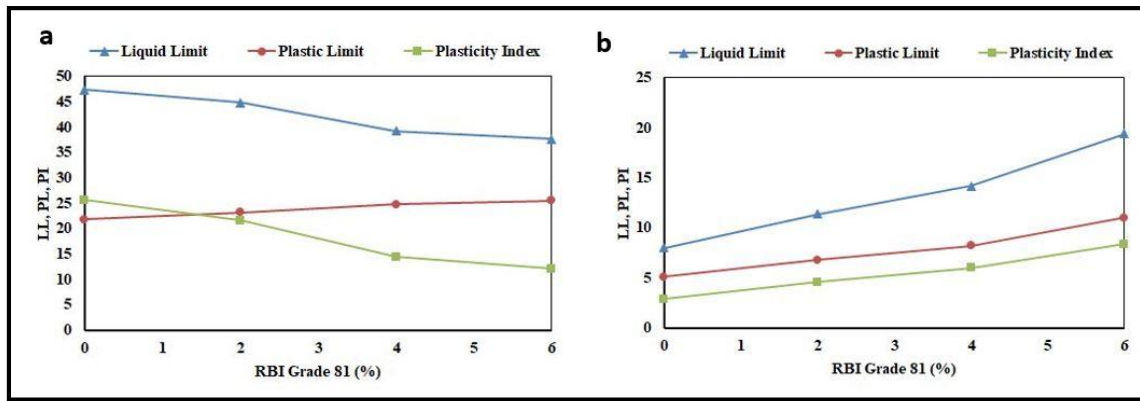 a
Liquid Limit Plastic Limit Plasticity Index
50
45
40
35
30
25
20
15
10
5
0
LL, PL, PI
0 1 2 3 4 5 6
RBI Grade 81 (%)
b
Liquid Limit Plastic Limit Plasticity Index
25
20
15
10
5
0
LL, PL, PI
0 1 2 3 4 5 6
RBI Grade 81 (%)